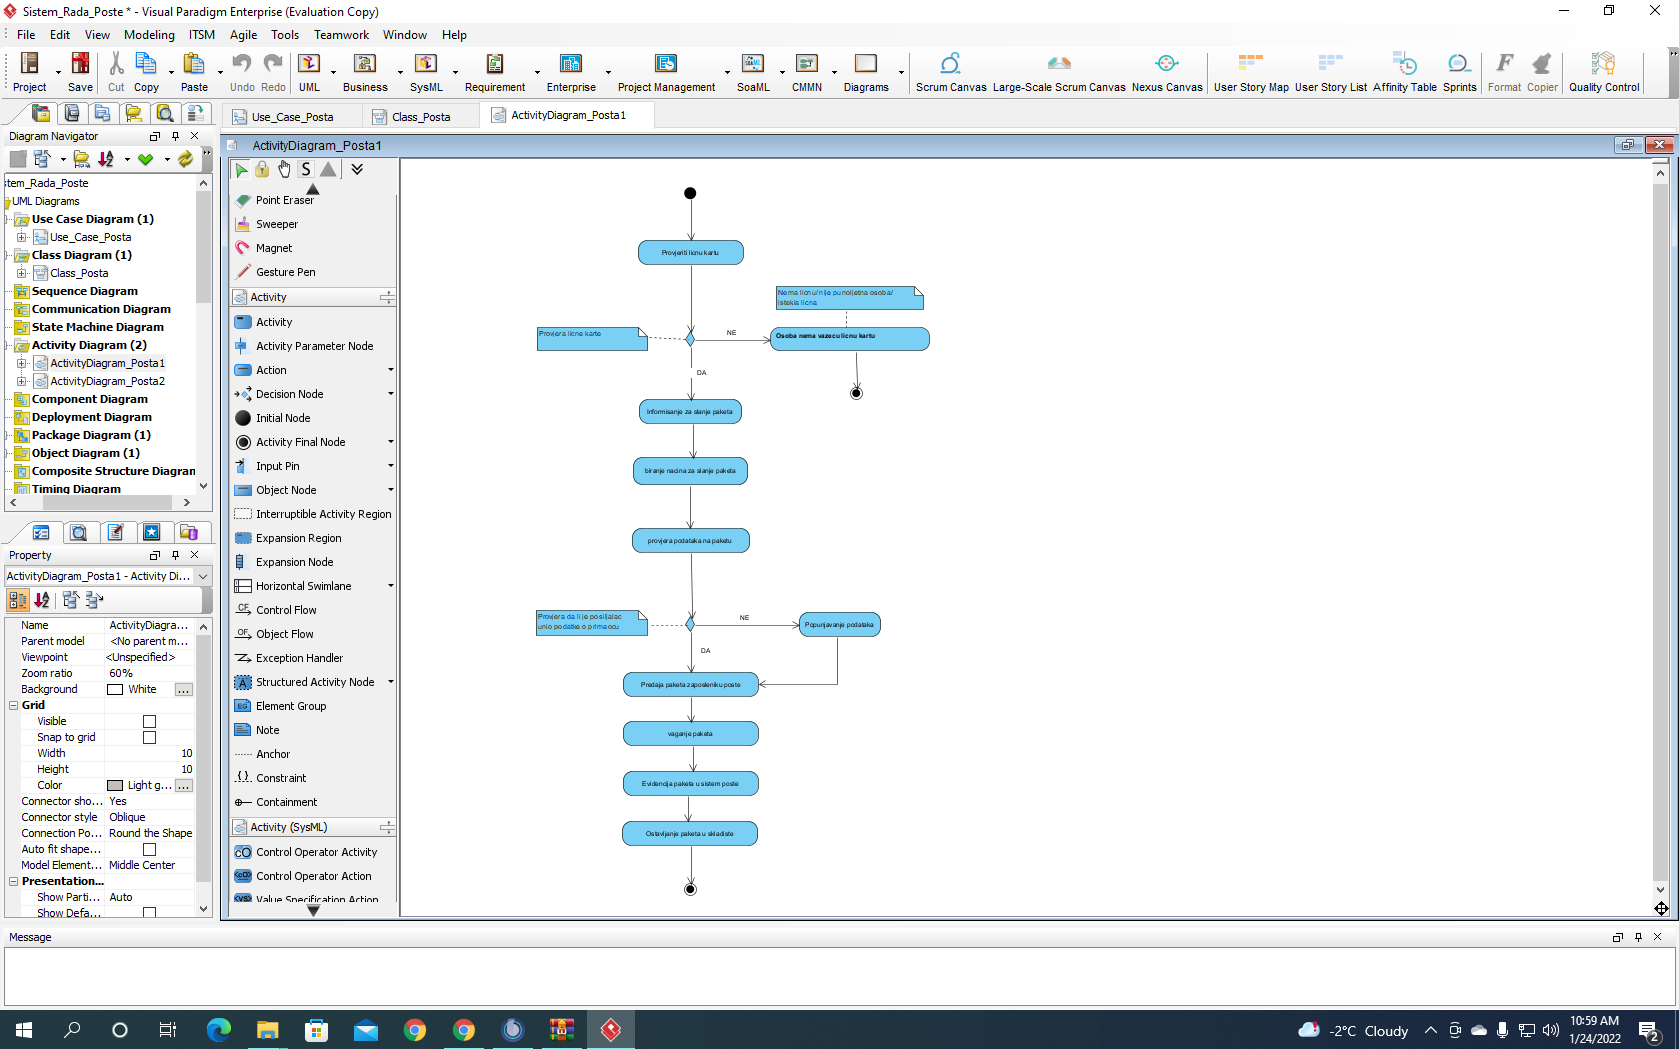 Sistem_Rada_Poste * - Visual Paradigm Enterprise (Evaluation Copy)
File Edit View Modeling ITSM Agile Tools Teamwork Window Help
Project Save Cut Copy Paste Undo Redo UML Business SysML Requirement Enterprise Project Management SoaML CMMN Diagrams Scrum Canvas Large-Scale Scrum Canvas Nexus Canvas User Story Map User Story List Affinity Table Sprints Format Copier Quality Control
Use_Case_Posta Class_Posta ActivityDiagram_Posta1
Diagram Navigator
stem_Rada_Poste
UML Diagrams
Use Case Diagram (1)
Use_Case_Posta
Class Diagram (1)
Class_Posta
Sequence Diagram
Communication Diagram
State Machine Diagram
Activity Diagram (2)
ActivityDiagram_Posta1
ActivityDiagram_Posta2
Component Diagram
Deployment Diagram
Package Diagram (1)
Object Diagram (1)
Composite Structure Diagran
Timing Diagram
Property
ActivityDiagram_Posta1 - Activity Di...
Name ActivityDiagra...
Parent model <No parent m...
Viewpoint <Unspecified>
Zoom ratio 60%
Background White ...
Grid
Visible
Snap to grid
Width 10
Height 10
Color Light g... ...
Connector sho... Yes
Connector style Oblique
Connection Po... Round the Shape
Auto fit shape...
Model Element... Middle Center
Presentation...
Show Parti... Auto
Show Defa...
ActivityDiagram_Posta1
S
Point Eraser
Sweeper
Magnet
Gesture Pen
Activity
Activity
Activity Parameter Node
Action
Decision Node
Initial Node
Activity Final Node
Input Pin
Object Node
Interruptible Activity Region
Expansion Region
Expansion Node
Horizontal Swimlane
CF Control Flow
OF Object Flow
Exception Handler
A Structured Activity Node
EG Element Group
Note
Anchor
{.} Constraint
Containment
Activity (SysML)
cO Control Operator Activity
«cO» Control Operator Action
«VS» Value Specification Action
Provjeriti licnu kartu
Nema licnu/nije punoljetna osoba/
istekla licna
Provjera licne karte
NE
Osoba nema vazecu licnu kartu
DA
Informisanje za slanje paketa
biranje nacina za slanje paketa
provjera podataka na paketu
Provjera da li je posiljalac
unio podatke o primaocu
NE
Popunjavanje podataka
DA
Predaja paketa zaposleniku poste
vaganje paketa
Evidencija paketa u sistem poste
Ostavljanje paketa u skladiste
Message
-2°C Cloudy
10:59 AM
1/24/2022
2